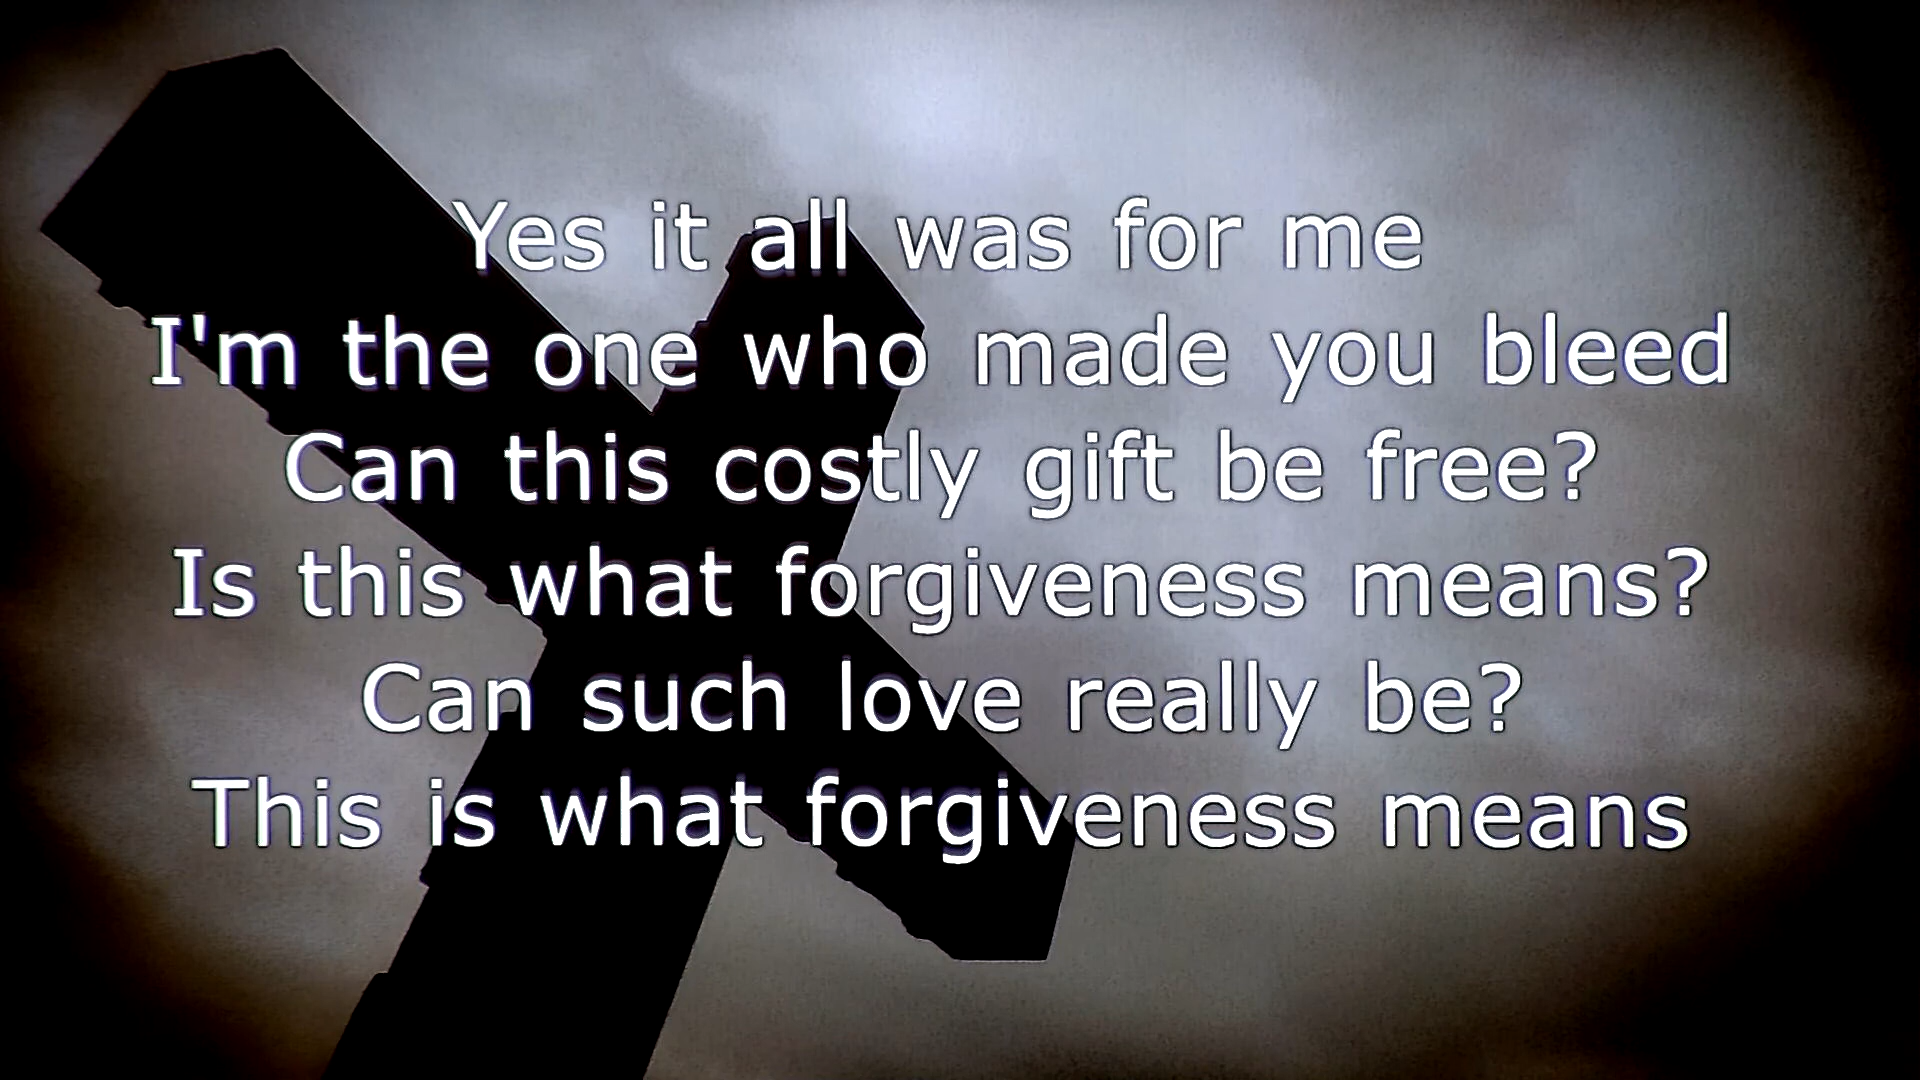 Yes it all was for me
I'm the one who made you bleed
Can this costly gift be free?
Is this what forgiveness means?
Can such love really be?
This is what forgiveness means